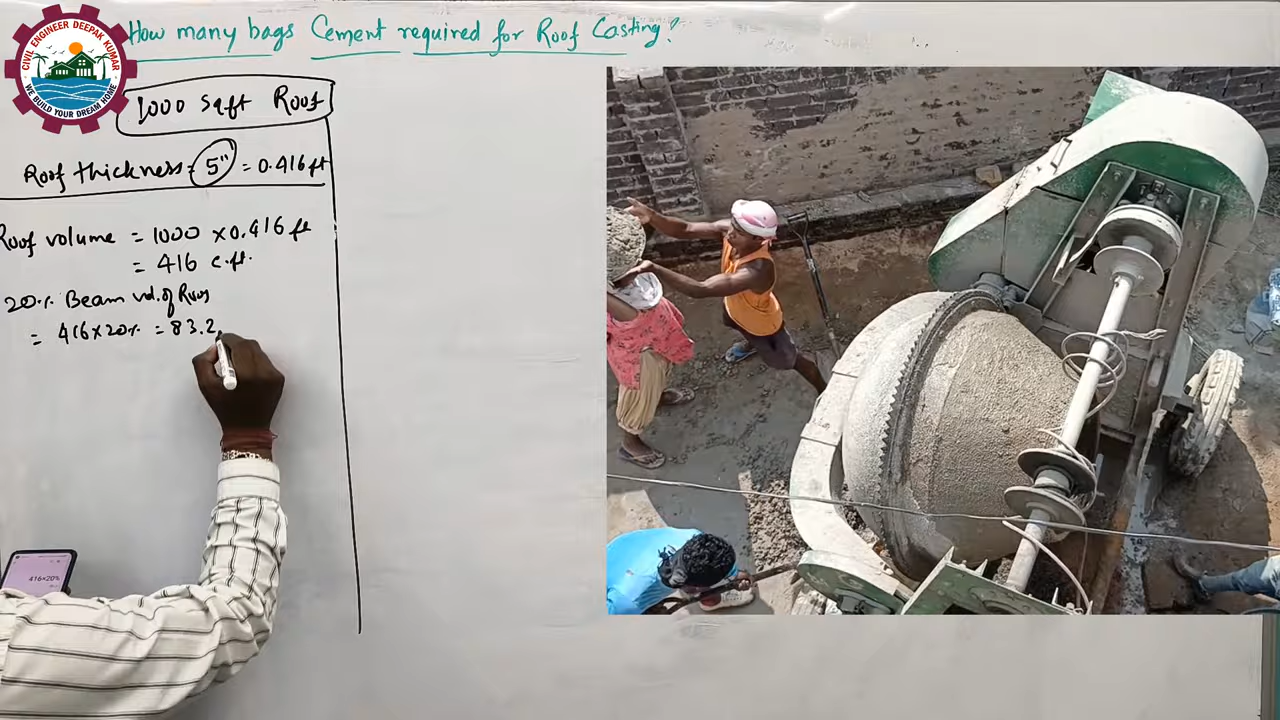 CIVIL ENGINEER DEEPAK KUMAR
WE BUILD YOUR DREAM HOME
How many bags Cement required for Roof Casting?
1000 Sqft Roof
Roof thickness = 5" = 0.416 ft
Roof volume = 1000 x 0.416 ft
= 416 c.ft.
20% Beam vol. of Roof
= 416 x 20% = 83.2
416×20%